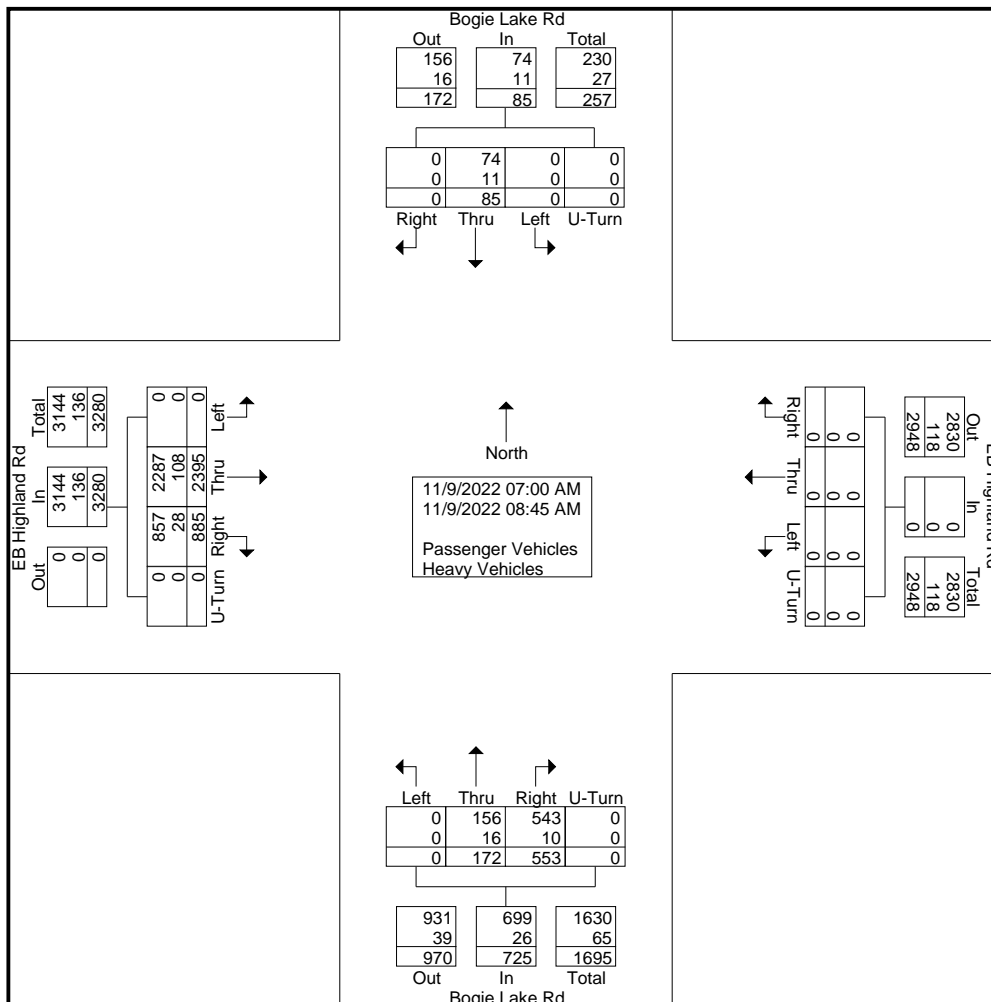 Bogie Lake Rd
Out In Total
156 74 230
16 11 27
172 85 257
0 74 0 0
0 11 0 0
0 85 0 0
Right Thru Left U-Turn
EB Highland Rd
Total In Out
3144 3144 0
136 136 0
3280 3280 0
0 2287 857 0
0 108 28 0
0 2395 885 0
Left Thru Right U-Turn
North
11/9/2022 07:00 AM
11/9/2022 08:45 AM
Passenger Vehicles
Heavy Vehicles
Right Thru Left U-Turn
0 0 0 0
0 0 0 0
0 0 0 0
Out In Total
2830 0 2830
118 0 118
2948 0 2948
EB Highland Rd
Left Thru Right U-Turn
0 156 543 0
0 16 10 0
0 172 553 0
931 699 1630
39 26 65
970 725 1695
Out In Total
Bogie Lake Rd